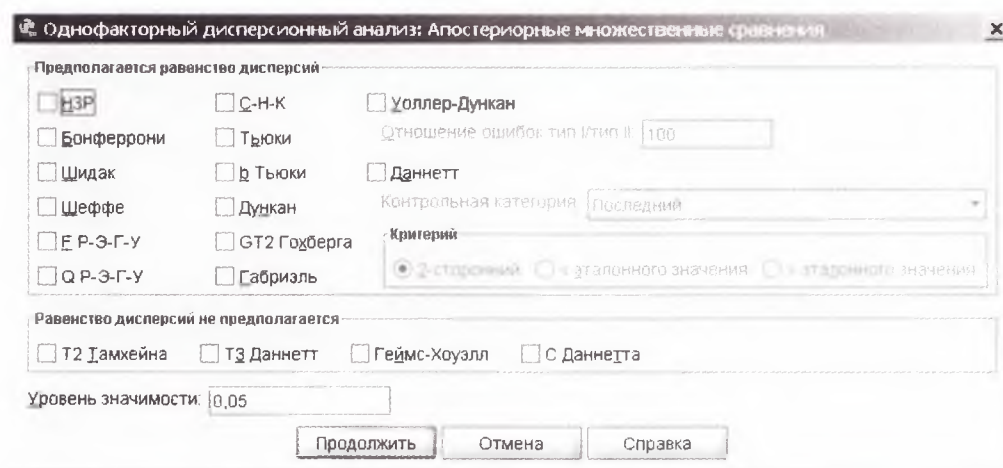 Однофакторный дисперсионный анализ: Апостериорные множественные сравнения
Предполагается равенство дисперсий
НЗР
С-Н-К
Уоллер-Дункан
Бонферрони
Тьюки
Отношение ошибок тип I/тип II: 100
Шидак
b Тьюки
Даннетт
Шеффе
Дункан
Контрольная категория: Последний
F Р-Э-Г-У
GT2 Гохберга
Критерий
Q Р-Э-Г-У
Габриэль
2-сторонний
< эталонного значения
> эталонного значения
Равенство дисперсий не предполагается
T2 Тамхейна
T3 Даннетт
Геймс-Хоуэлл
С Даннетта
Уровень значимости: 0,05
Продолжить
Отмена
Справка